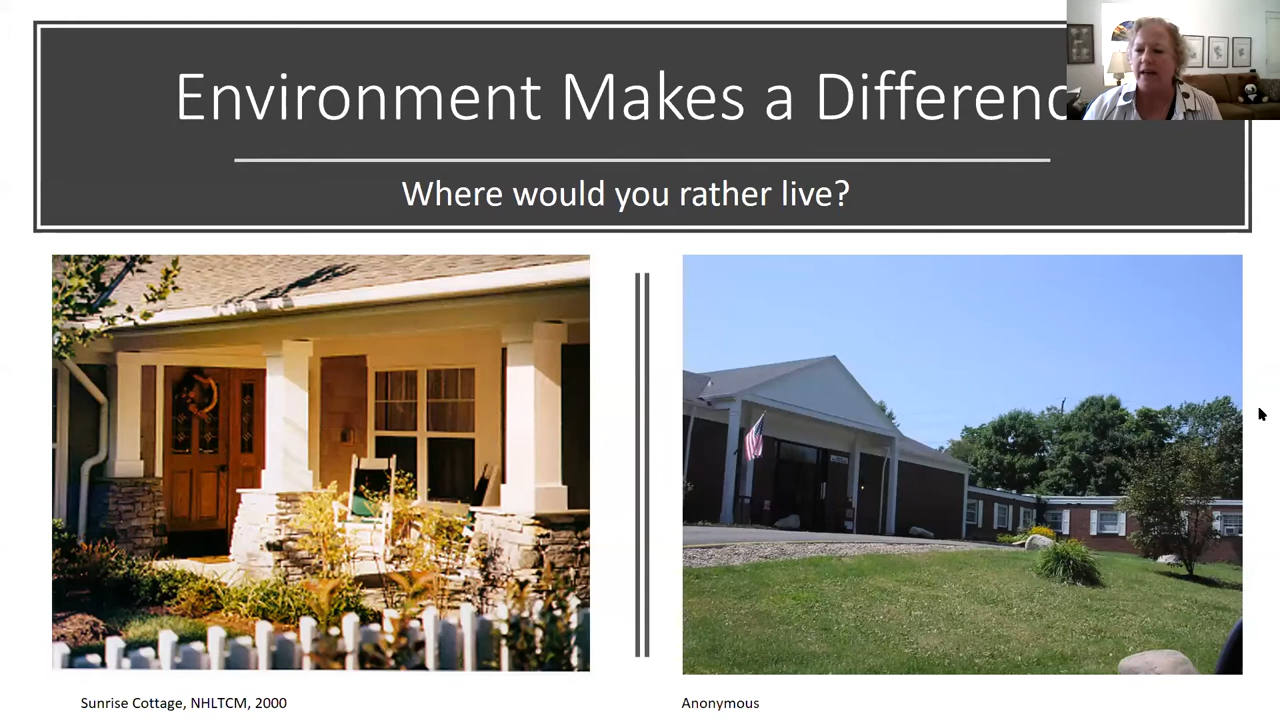 Environment Makes a Differenc
Where would you rather live?
Sunrise Cottage, NHLTCM, 2000
Anonymous